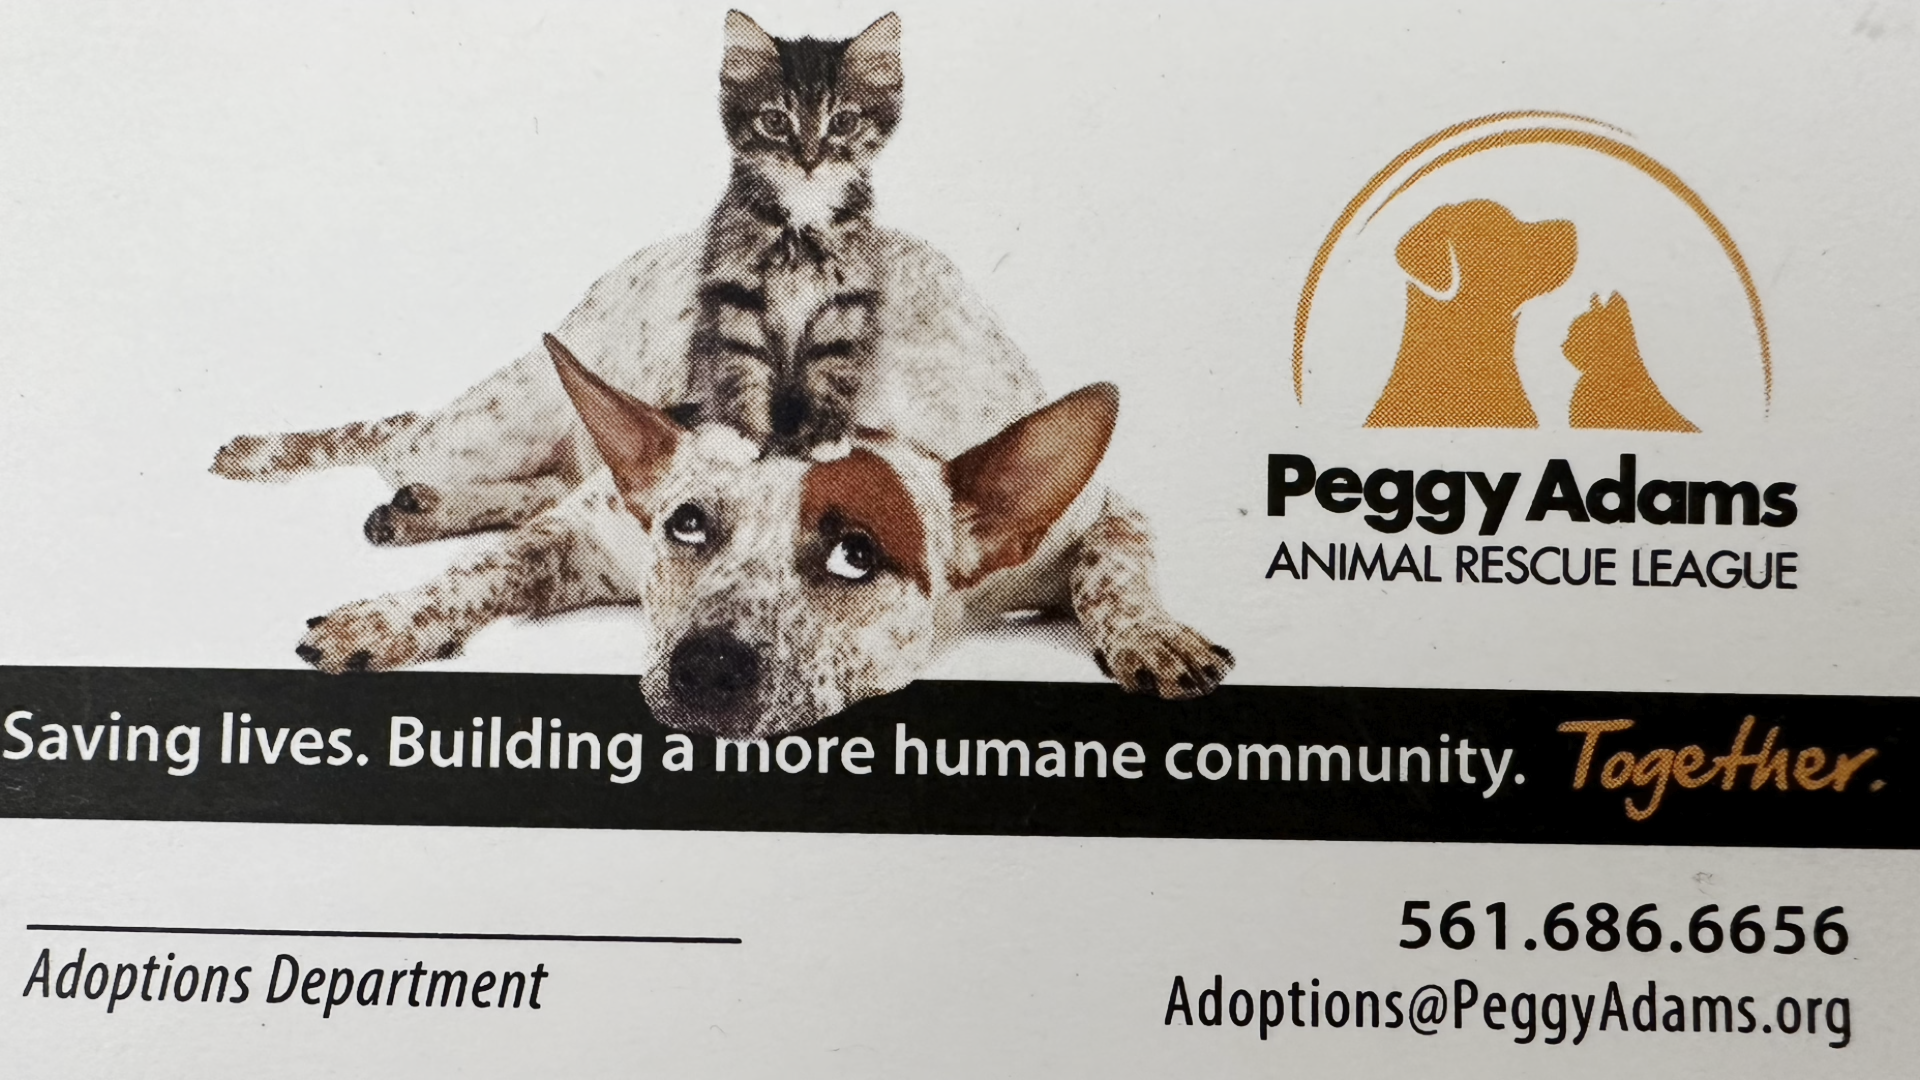 Peggy Adams
ANIMAL RESCUE LEAGUE
Saving lives. Building a more humane community. Together.
561.686.6656
Adoptions Department
Adoptions@PeggyAdams.org